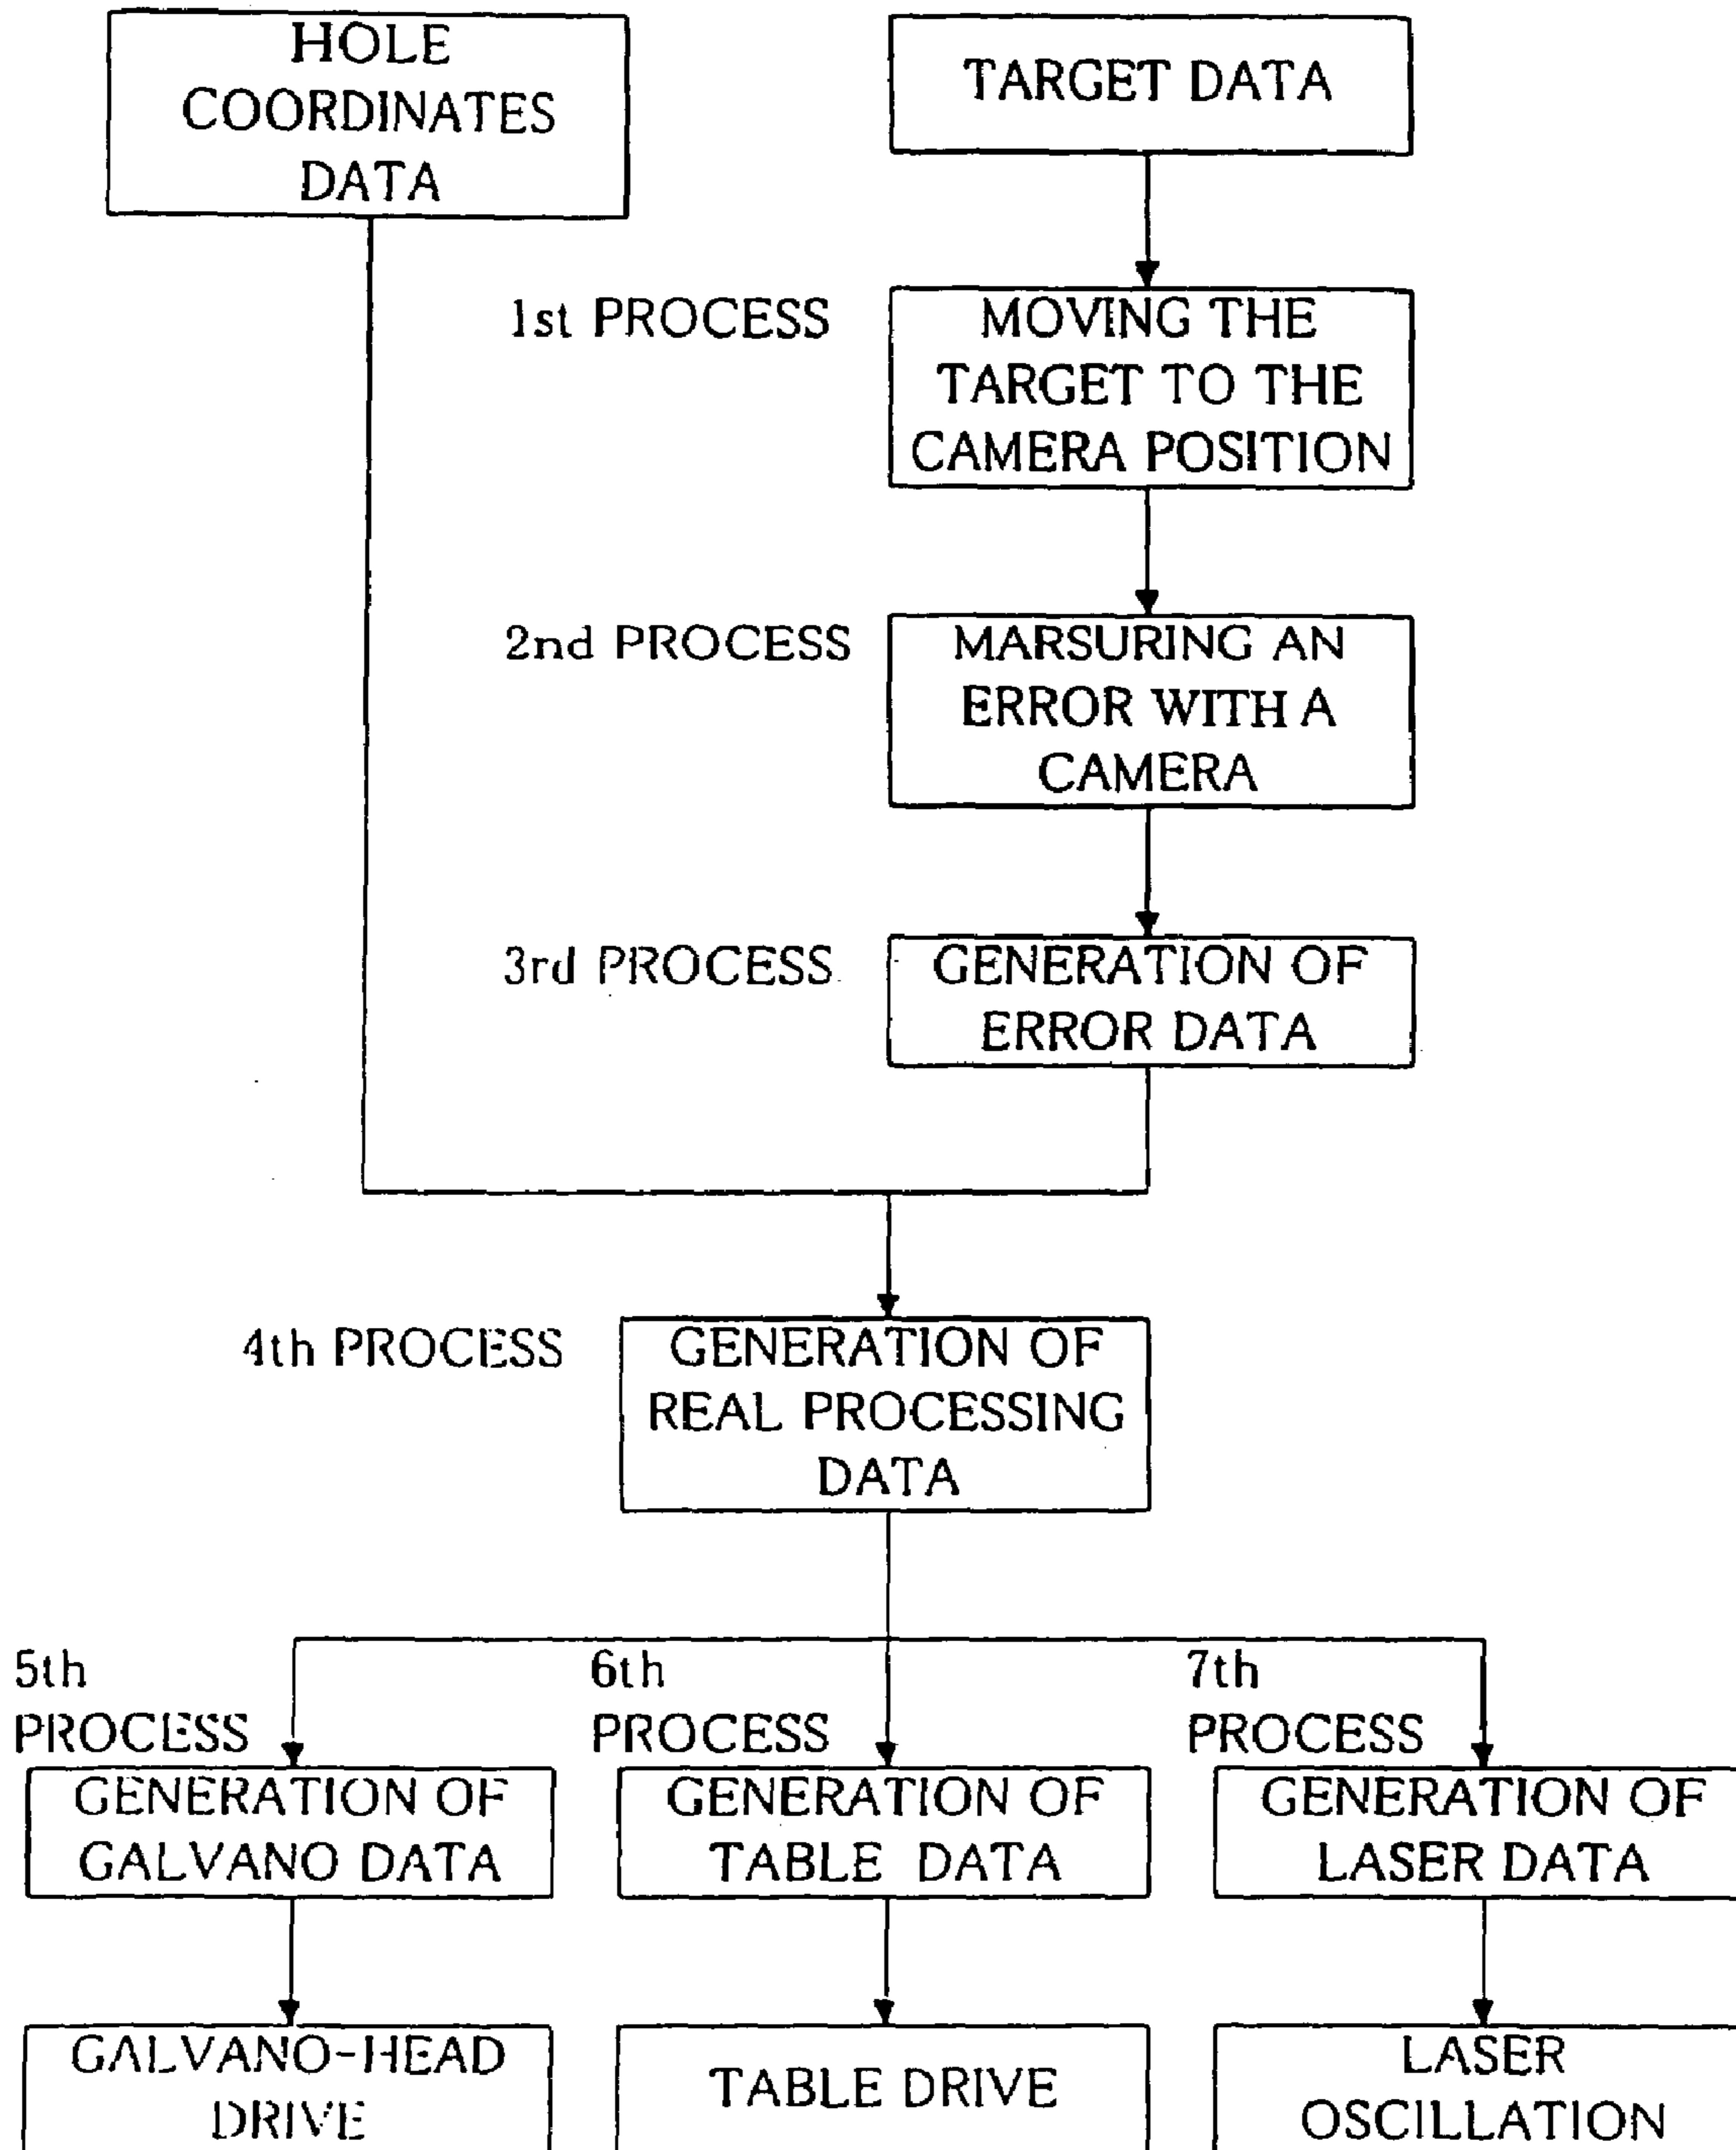 HOLE
COORDINATES
DATA
TARGET DATA
1st PROCESS
MOVING THE
TARGET TO THE
CAMERA POSITION
2nd PROCESS
MARSURING AN
ERROR WITH A
CAMERA
3rd PROCESS
GENERATION OF
ERROR DATA
4th PROCESS
GENERATION OF
REAL PROCESSING
DATA
5th
PROCESS
6th
PROCESS
7th
PROCESS
GENERATION OF
GALVANO DATA
GENERATION OF
TABLE DATA
GENERATION OF
LASER DATA
GALVANO-HEAD
DRIVE
TABLE DRIVE
LASER
OSCILLATION